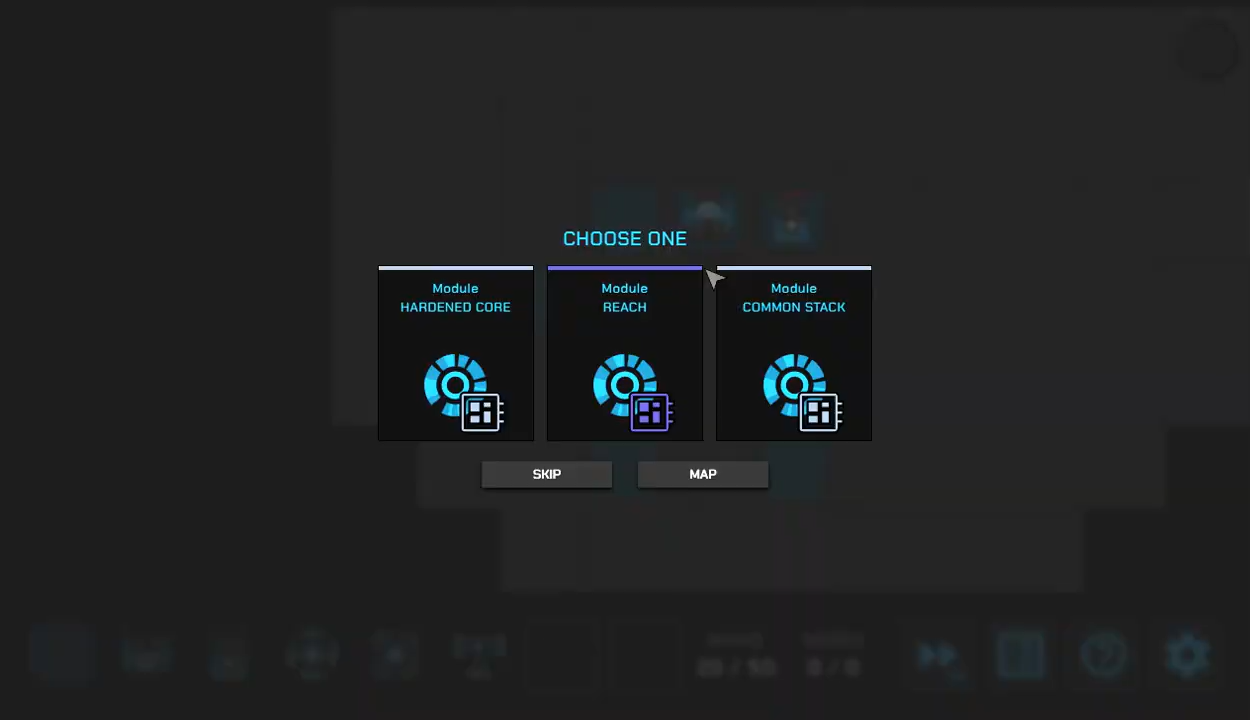 CHOOSE ONE
Module
HARDENED CORE
Module
REACH
Module
COMMON STACK
SKIP
MAP